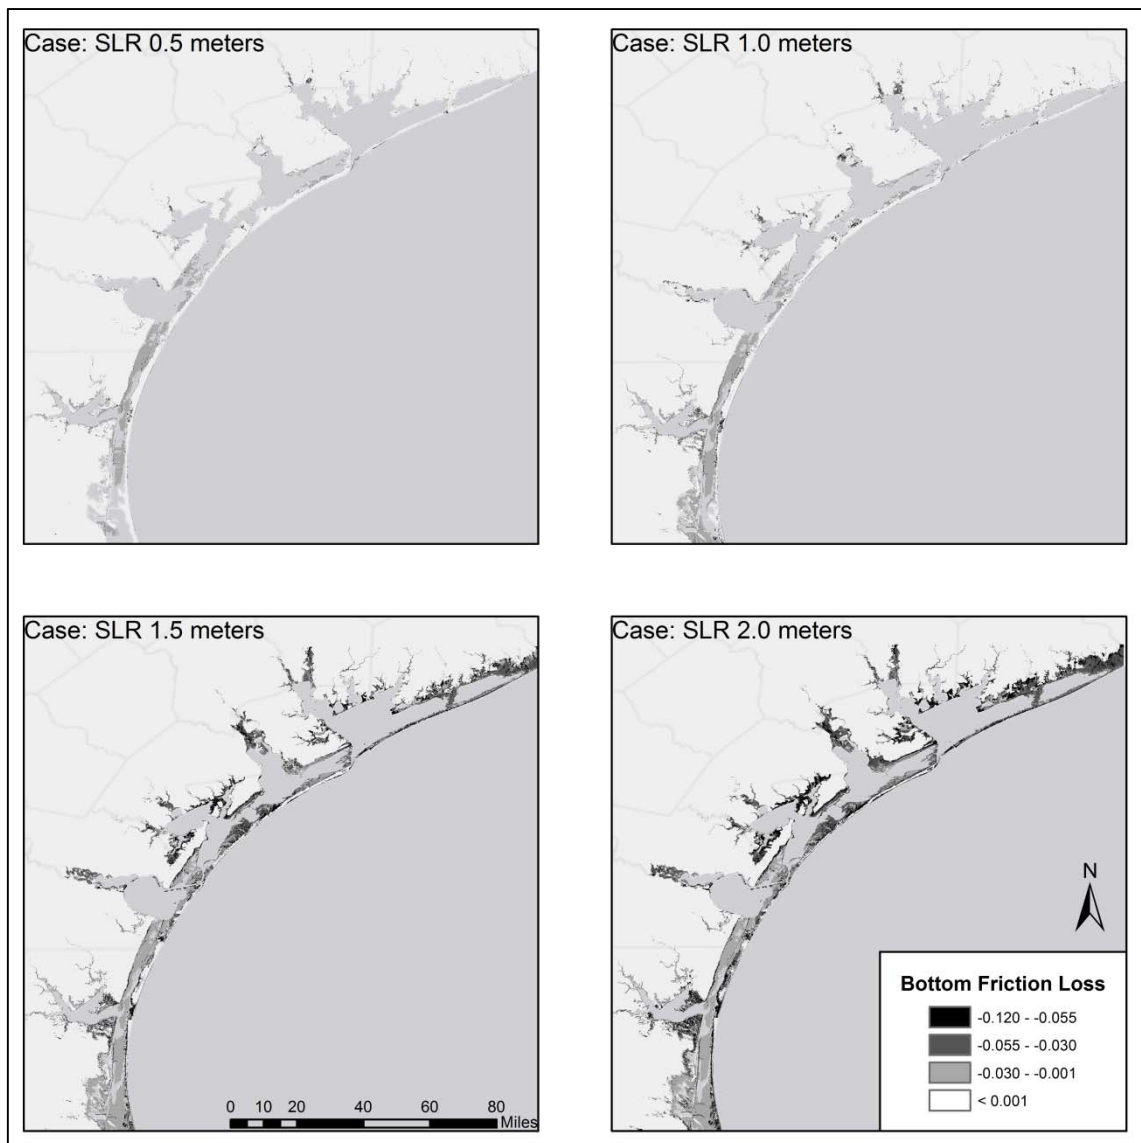 Case: SLR 0.5 meters
Case: SLR 1.0 meters
Case: SLR 1.5 meters
Case: SLR 2.0 meters
N
Bottom Friction Loss
-0.120 - -0.055
-0.055 - -0.030
-0.030 - -0.001
< 0.001
0 10 20 40 60 80
Miles